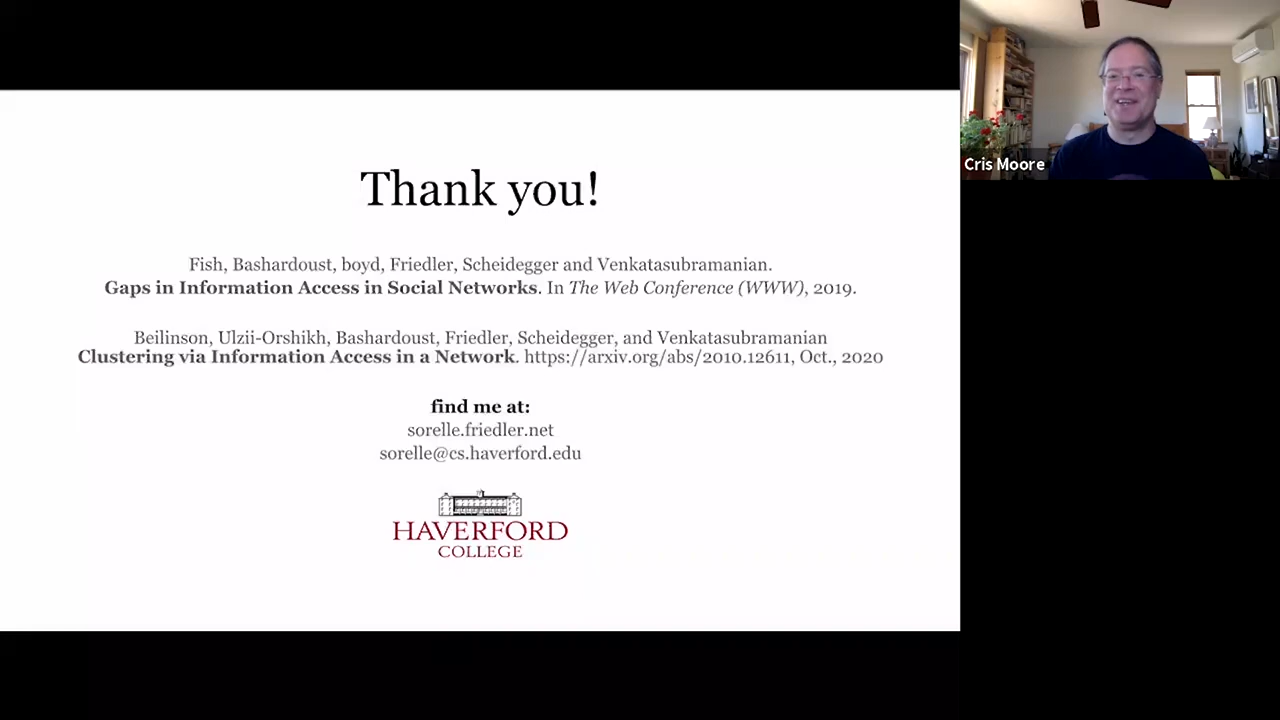 Thank you!
Fish, Bashardoust, boyd, Friedler, Scheidegger and Venkatasubramanian.
Gaps in Information Access in Social Networks. In The Web Conference (WWW), 2019.
Beilinson, Ulzii-Orshikh, Bashardoust, Friedler, Scheidegger, and Venkatasubramanian
Clustering via Information Access in a Network. https://arxiv.org/abs/2010.12611, Oct., 2020
find me at:
sorelle.friedler.net
sorelle@cs.haverford.edu
HAVERFORD
COLLEGE
Cris Moore